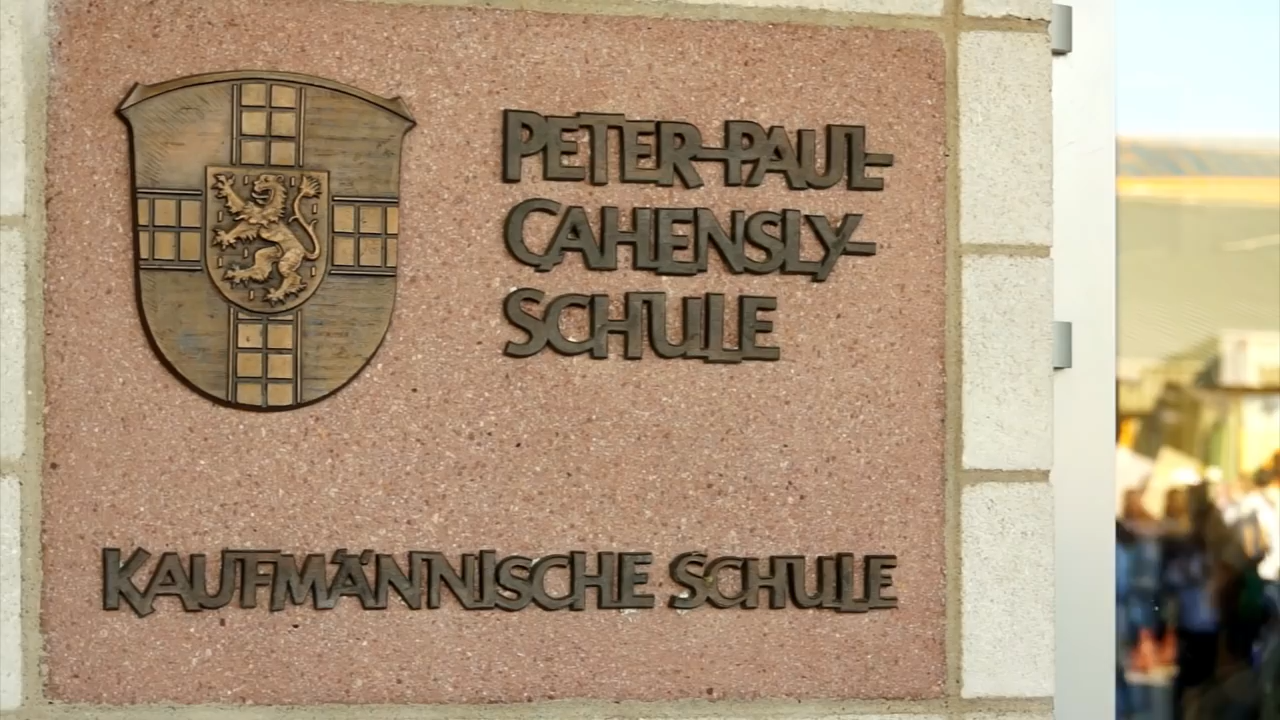 PETER-PAUL-
CAHENSLY-
SCHULE
KAUFMÄNNISCHE SCHULE